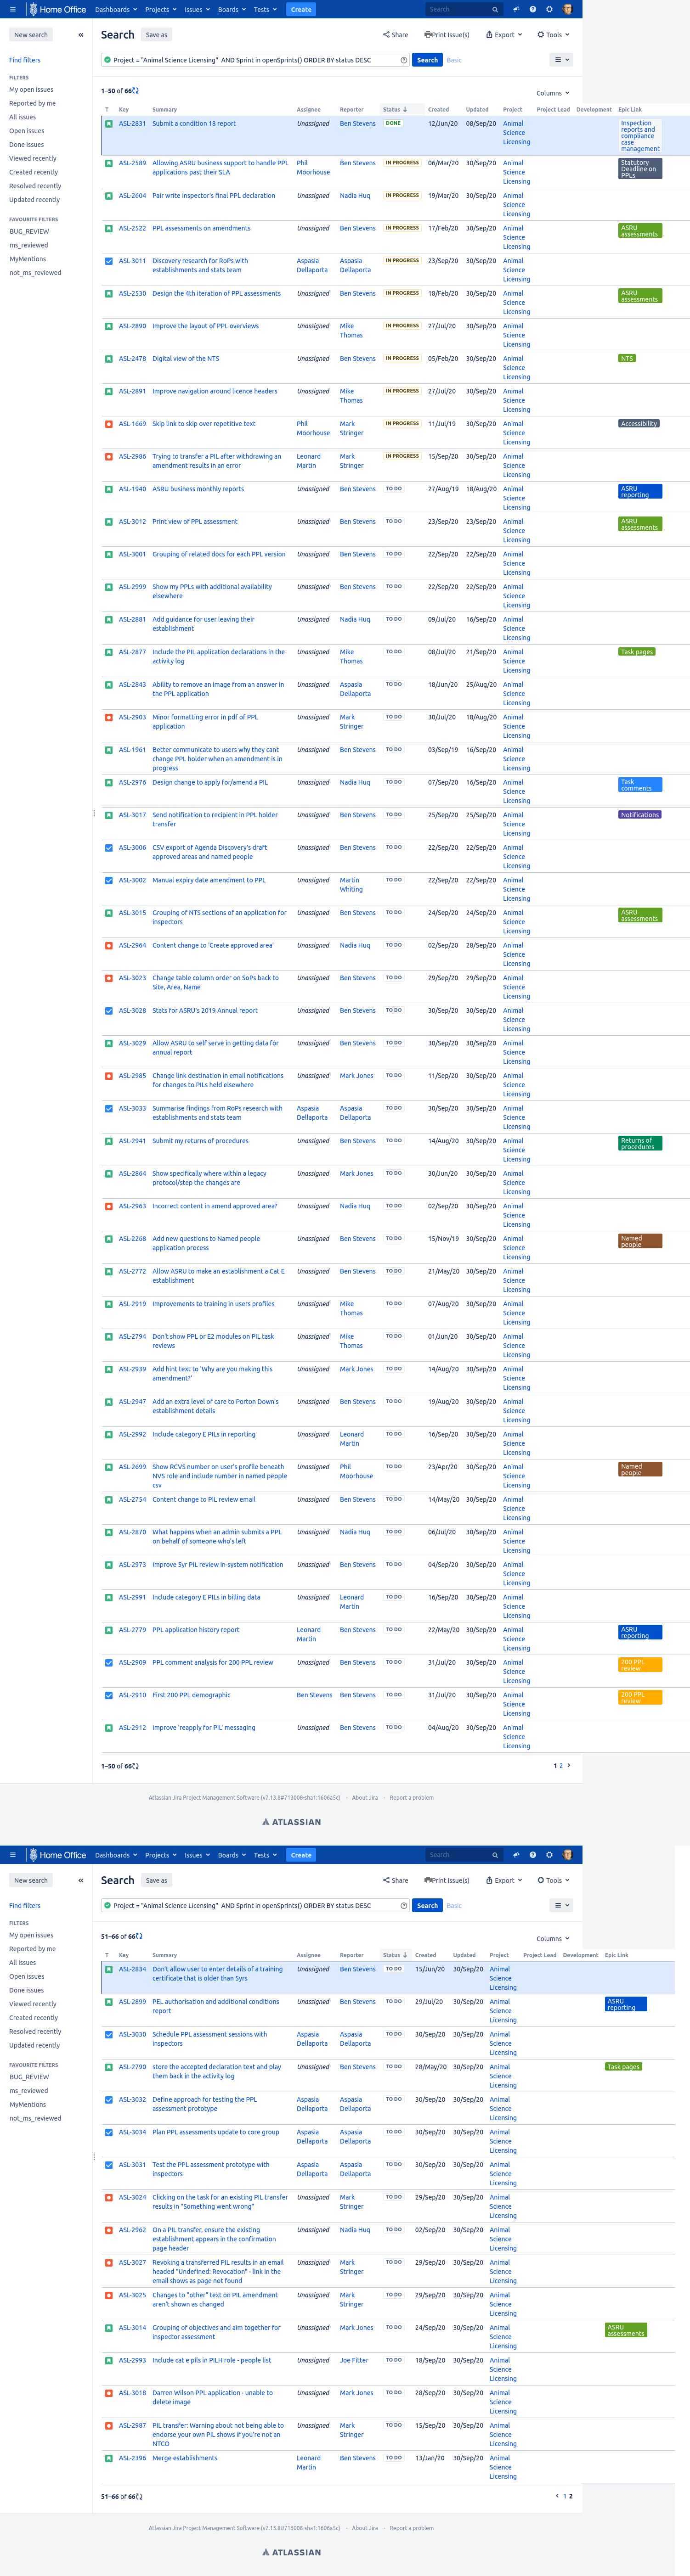 Home Office Dashboards Projects Issues Boards Tests Create Search
New search
Find filters
FILTERS
My open issues
Reported by me
All issues
Open issues
Done issues
Viewed recently
Created recently
Resolved recently
Updated recently
FAVOURITE FILTERS
BUG_REVIEW
ms_reviewed
MyMentions
not_ms_reviewed
Search Save as Share Print Issue(s) Export Tools
Project = "Animal Science Licensing" AND Sprint in openSprints() ORDER BY status DESC Search Basic
1–50 of 66 Columns
T Key Summary Assignee Reporter Status Created Updated Project Project Lead Development Epic Link
ASL-2831 Submit a condition 18 report Unassigned Ben Stevens DONE 12/Jun/20 08/Sep/20 Animal Inspection
Science reports and
Licensing compliance
case
management
ASL-2589 Allowing ASRU business support to handle PPL Phil Ben Stevens IN PROGRESS 06/Mar/20 30/Sep/20 Animal Statutory
applications past their SLA Moorhouse Science Deadline on
Licensing PPLs
ASL-2604 Pair write inspector's final PPL declaration Unassigned Nadia Huq IN PROGRESS 19/Mar/20 30/Sep/20 Animal
Science
Licensing
ASL-2522 PPL assessments on amendments Unassigned Ben Stevens IN PROGRESS 17/Feb/20 30/Sep/20 Animal ASRU
Science assessments
Licensing
ASL-3011 Discovery research for RoPs with Aspasia Aspasia IN PROGRESS 23/Sep/20 30/Sep/20 Animal
establishments and stats team Dellaporta Dellaporta Science
Licensing
ASL-2530 Design the 4th iteration of PPL assessments Unassigned Ben Stevens IN PROGRESS 18/Feb/20 30/Sep/20 Animal ASRU
Science assessments
Licensing
ASL-2890 Improve the layout of PPL overviews Unassigned Mike IN PROGRESS 27/Jul/20 30/Sep/20 Animal
Thomas Science
Licensing
ASL-2478 Digital view of the NTS Unassigned Ben Stevens IN PROGRESS 05/Feb/20 30/Sep/20 Animal NTS
Science
Licensing
ASL-2891 Improve navigation around licence headers Unassigned Mike IN PROGRESS 27/Jul/20 30/Sep/20 Animal
Thomas Science
Licensing
ASL-1669 Skip link to skip over repetitive text Phil Mark IN PROGRESS 11/Jul/19 30/Sep/20 Animal Accessibility
Moorhouse Stringer Science
Licensing
ASL-2986 Trying to transfer a PIL after withdrawing an Leonard Mark IN PROGRESS 15/Sep/20 30/Sep/20 Animal
amendment results in an error Martin Stringer Science
Licensing
ASL-1940 ASRU business monthly reports Unassigned Ben Stevens TO DO 27/Aug/19 18/Aug/20 Animal ASRU
Science reporting
Licensing
ASL-3012 Print view of PPL assessment Unassigned Ben Stevens TO DO 23/Sep/20 23/Sep/20 Animal ASRU
Science assessments
Licensing
ASL-3001 Grouping of related docs for each PPL version Unassigned Ben Stevens TO DO 22/Sep/20 22/Sep/20 Animal
Science
Licensing
ASL-2999 Show my PPLs with additional availability Unassigned Ben Stevens TO DO 22/Sep/20 22/Sep/20 Animal
elsewhere Science
Licensing
ASL-2881 Add guidance for user leaving their Unassigned Nadia Huq TO DO 09/Jul/20 16/Sep/20 Animal
establishment Science
Licensing
ASL-2877 Include the PIL application declarations in the Unassigned Mike TO DO 08/Jul/20 21/Sep/20 Animal Task pages
activity log Thomas Science
Licensing
ASL-2843 Ability to remove an image from an answer in Unassigned Aspasia TO DO 18/Jun/20 25/Aug/20 Animal
the PPL application Dellaporta Science
Licensing
ASL-2903 Minor formatting error in pdf of PPL Unassigned Mark TO DO 30/Jul/20 18/Aug/20 Animal
application Stringer Science
Licensing
ASL-1961 Better communicate to users why they cant Unassigned Ben Stevens TO DO 03/Sep/19 16/Sep/20 Animal
change PPL holder when an amendment is in Science
progress Licensing
ASL-2976 Design change to apply for/amend a PIL Unassigned Nadia Huq TO DO 07/Sep/20 16/Sep/20 Animal Task
Science comments
Licensing
ASL-3017 Send notification to recipient in PPL holder Unassigned Ben Stevens TO DO 25/Sep/20 25/Sep/20 Animal Notifications
transfer Science
Licensing
ASL-3006 CSV export of Agenda Discovery's draft Unassigned Ben Stevens TO DO 22/Sep/20 22/Sep/20 Animal
approved areas and named people Science
Licensing
ASL-3002 Manual expiry date amendment to PPL Unassigned Martin TO DO 22/Sep/20 22/Sep/20 Animal
Whiting Science
Licensing
ASL-3015 Grouping of NTS sections of an application for Unassigned Ben Stevens TO DO 24/Sep/20 24/Sep/20 Animal ASRU
inspectors Science assessments
Licensing
ASL-2964 Content change to 'Create approved area' Unassigned Nadia Huq TO DO 02/Sep/20 28/Sep/20 Animal
Science
Licensing
ASL-3023 Change table column order on SoPs back to Unassigned Ben Stevens TO DO 29/Sep/20 29/Sep/20 Animal
Site, Area, Name Science
Licensing
ASL-3028 Stats for ASRU's 2019 Annual report Unassigned Ben Stevens TO DO 30/Sep/20 30/Sep/20 Animal
Science
Licensing
ASL-3029 Allow ASRU to self serve in getting data for Unassigned Ben Stevens TO DO 30/Sep/20 30/Sep/20 Animal
annual report Science
Licensing
ASL-2985 Change link destination in email notifications Unassigned Mark Jones TO DO 11/Sep/20 30/Sep/20 Animal
for changes to PILs held elsewhere Science
Licensing
ASL-3033 Summarise findings from RoPs research with Aspasia Aspasia TO DO 30/Sep/20 30/Sep/20 Animal
establishments and stats team Dellaporta Dellaporta Science
Licensing
ASL-2941 Submit my returns of procedures Unassigned Ben Stevens TO DO 14/Aug/20 30/Sep/20 Animal Returns of
Science procedures
Licensing
ASL-2864 Show specifically where within a legacy Unassigned Mark Jones TO DO 30/Jun/20 30/Sep/20 Animal
protocol/step the changes are Science
Licensing
ASL-2963 Incorrect content in amend approved area? Unassigned Nadia Huq TO DO 02/Sep/20 30/Sep/20 Animal
Science
Licensing
ASL-2268 Add new questions to Named people Unassigned Ben Stevens TO DO 15/Nov/19 30/Sep/20 Animal Named
application process Science people
Licensing
ASL-2772 Allow ASRU to make an establishment a Cat E Unassigned Ben Stevens TO DO 21/May/20 30/Sep/20 Animal
establishment Science
Licensing
ASL-2919 Improvements to training in users profiles Unassigned Mike TO DO 07/Aug/20 30/Sep/20 Animal
Thomas Science
Licensing
ASL-2794 Don't show PPL or E2 modules on PIL task Unassigned Mike TO DO 01/Jun/20 30/Sep/20 Animal
reviews Thomas Science
Licensing
ASL-2939 Add hint text to 'Why are you making this Unassigned Mark Jones TO DO 14/Aug/20 30/Sep/20 Animal
amendment?' Science
Licensing
ASL-2947 Add an extra level of care to Porton Down's Unassigned Ben Stevens TO DO 19/Aug/20 30/Sep/20 Animal
establishment details Science
Licensing
ASL-2992 Include category E PILs in reporting Unassigned Leonard TO DO 16/Sep/20 30/Sep/20 Animal
Martin Science
Licensing
ASL-2699 Show RCVS number on user's profile beneath Unassigned Phil TO DO 23/Apr/20 30/Sep/20 Animal Named
NVS role and include number in named people Moorhouse Science people
csv Licensing
ASL-2754 Content change to PIL review email Unassigned Ben Stevens TO DO 14/May/20 30/Sep/20 Animal
Science
Licensing
ASL-2870 What happens when an admin submits a PPL Unassigned Nadia Huq TO DO 06/Jul/20 30/Sep/20 Animal
on behalf of someone who's left Science
Licensing
ASL-2973 Improve 5yr PIL review in-system notification Unassigned Ben Stevens TO DO 04/Sep/20 30/Sep/20 Animal
Science
Licensing
ASL-2991 Include category E PILs in billing data Unassigned Leonard TO DO 16/Sep/20 30/Sep/20 Animal
Martin Science
Licensing
ASL-2779 PPL application history report Leonard Ben Stevens TO DO 22/May/20 30/Sep/20 Animal ASRU
Martin Science reporting
Licensing
ASL-2909 PPL comment analysis for 200 PPL review Unassigned Ben Stevens TO DO 31/Jul/20 30/Sep/20 Animal 200 PPL
Science review
Licensing
ASL-2910 First 200 PPL demographic Ben Stevens Ben Stevens TO DO 31/Jul/20 30/Sep/20 Animal 200 PPL
Science review
Licensing
ASL-2912 Improve 'reapply for PIL' messaging Unassigned Ben Stevens TO DO 04/Aug/20 30/Sep/20 Animal
Science
Licensing
1–50 of 66 1 2
Atlassian Jira Project Management Software (v7.13.8#713008-sha1:1606a5c) · About Jira · Report a problem
ATLASSIAN
Home Office Dashboards Projects Issues Boards Tests Create Search
New search
Find filters
FILTERS
My open issues
Reported by me
All issues
Open issues
Done issues
Viewed recently
Created recently
Resolved recently
Updated recently
FAVOURITE FILTERS
BUG_REVIEW
ms_reviewed
MyMentions
not_ms_reviewed
Search Save as Share Print Issue(s) Export Tools
Project = "Animal Science Licensing" AND Sprint in openSprints() ORDER BY status DESC Search Basic
51–66 of 66 Columns
T Key Summary Assignee Reporter Status Created Updated Project Project Lead Development Epic Link
ASL-2834 Don't allow user to enter details of a training Unassigned Ben Stevens TO DO 15/Jun/20 30/Sep/20 Animal
certificate that is older than 5yrs Science
Licensing
ASL-2899 PEL authorisation and additional conditions Unassigned Ben Stevens TO DO 29/Jul/20 30/Sep/20 Animal ASRU
report Science reporting
Licensing
ASL-3030 Schedule PPL assessment sessions with Aspasia Aspasia TO DO 30/Sep/20 30/Sep/20 Animal
inspectors Dellaporta Dellaporta Science
Licensing
ASL-2790 store the accepted declaration text and play Unassigned Ben Stevens TO DO 28/May/20 30/Sep/20 Animal Task pages
them back in the activity log Science
Licensing
ASL-3032 Define approach for testing the PPL Aspasia Aspasia TO DO 30/Sep/20 30/Sep/20 Animal
assessment prototype Dellaporta Dellaporta Science
Licensing
ASL-3034 Plan PPL assessments update to core group Aspasia Aspasia TO DO 30/Sep/20 30/Sep/20 Animal
Dellaporta Dellaporta Science
Licensing
ASL-3031 Test the PPL assessment prototype with Aspasia Aspasia TO DO 30/Sep/20 30/Sep/20 Animal
inspectors Dellaporta Dellaporta Science
Licensing
ASL-3024 Clicking on the task for an existing PIL transfer Unassigned Mark TO DO 29/Sep/20 30/Sep/20 Animal
results in "Something went wrong" Stringer Science
Licensing
ASL-2962 On a PIL transfer, ensure the existing Unassigned Nadia Huq TO DO 02/Sep/20 30/Sep/20 Animal
establishment appears in the confirmation Science
page header Licensing
ASL-3027 Revoking a transferred PIL results in an email Unassigned Mark TO DO 29/Sep/20 30/Sep/20 Animal
headed "Undefined: Revocation" - link in the Stringer Science
email shows as page not found Licensing
ASL-3025 Changes to "other" text on PIL amendment Unassigned Mark TO DO 29/Sep/20 30/Sep/20 Animal
aren't shown as changed Stringer Science
Licensing
ASL-3014 Grouping of objectives and aim together for Unassigned Mark Jones TO DO 24/Sep/20 30/Sep/20 Animal ASRU
inspector assessment Science assessments
Licensing
ASL-2993 Include cat e pils in PILH role - people list Unassigned Joe Fitter TO DO 18/Sep/20 30/Sep/20 Animal
Science
Licensing
ASL-3018 Darren Wilson PPL application - unable to Unassigned Mark Jones TO DO 28/Sep/20 30/Sep/20 Animal
delete image Science
Licensing
ASL-2987 PIL transfer: Warning about not being able to Unassigned Mark TO DO 15/Sep/20 30/Sep/20 Animal
endorse your own PIL shows if you're not an Stringer Science
NTCO Licensing
ASL-2396 Merge establishments Leonard Ben Stevens TO DO 13/Jan/20 30/Sep/20 Animal
Martin Science
Licensing
51–66 of 66 1 2
Atlassian Jira Project Management Software (v7.13.8#713008-sha1:1606a5c) · About Jira · Report a problem
ATLASSIAN